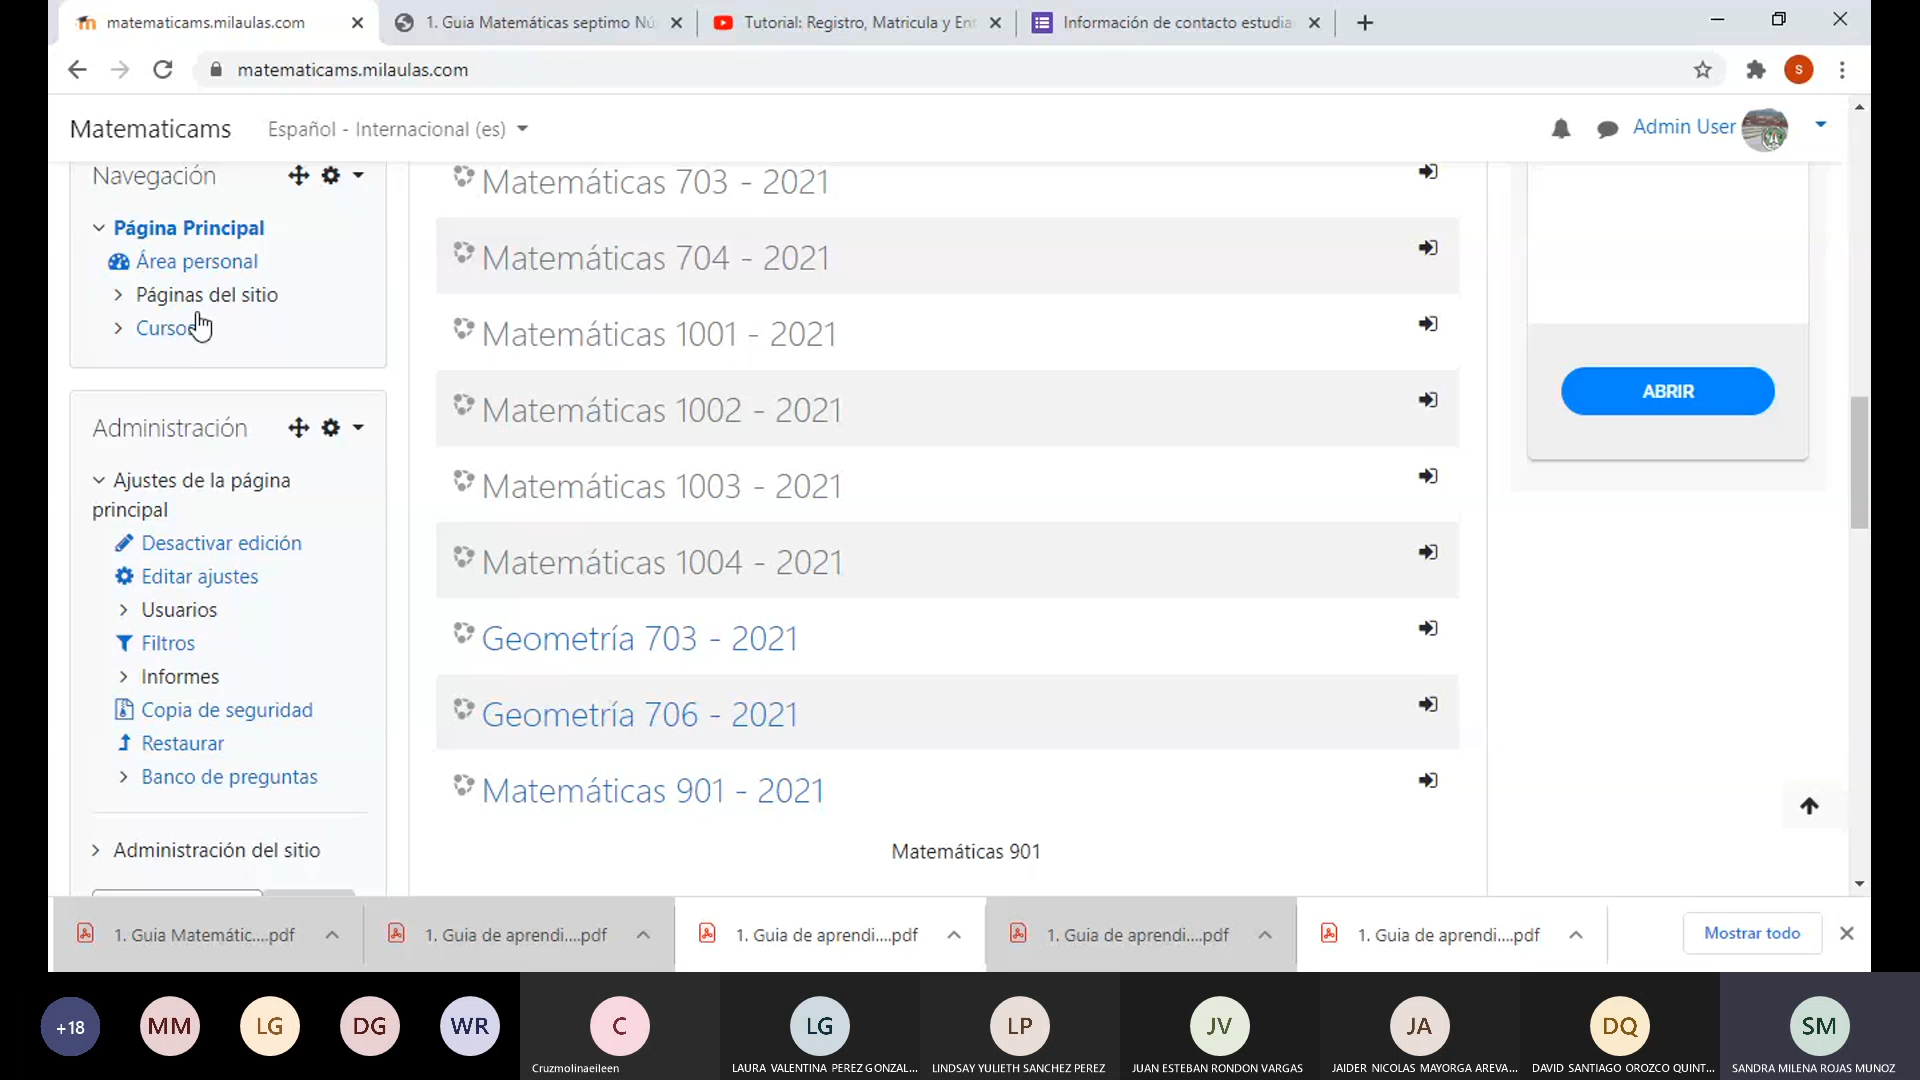 matematicams.milaulas.com
1. Guia Matemáticas septimo Nú
Tutorial: Registro, Matricula y En
Información de contacto estudia
matematicams.milaulas.com
S
Matematicams
Español - Internacional (es)
Admin User
Navegación
Página Principal
Área personal
Páginas del sitio
Cursos
Administración
Ajustes de la página
principal
Desactivar edición
Editar ajustes
Usuarios
Filtros
Informes
Copia de seguridad
Restaurar
Banco de preguntas
Administración del sitio
Matemáticas 703 - 2021
Matemáticas 704 - 2021
Matemáticas 1001 - 2021
Matemáticas 1002 - 2021
Matemáticas 1003 - 2021
Matemáticas 1004 - 2021
Geometría 703 - 2021
Geometría 706 - 2021
Matemáticas 901 - 2021
Matemáticas 901
ABRIR
1. Guia Matemátic....pdf
1. Guia de aprendi....pdf
1. Guia de aprendi....pdf
1. Guia de aprendi....pdf
1. Guia de aprendi....pdf
Mostrar todo
+18
MM
LG
DG
WR
C
Cruzmolinaeileen
LG
LAURA VALENTINA PEREZ GONZAL...
LP
LINDSAY YULIETH SANCHEZ PEREZ
JV
JUAN ESTEBAN RONDON VARGAS
JA
JAIDER NICOLAS MAYORGA AREVA...
DQ
DAVID SANTIAGO OROZCO QUINT...
SM
SANDRA MILENA ROJAS MUNOZ